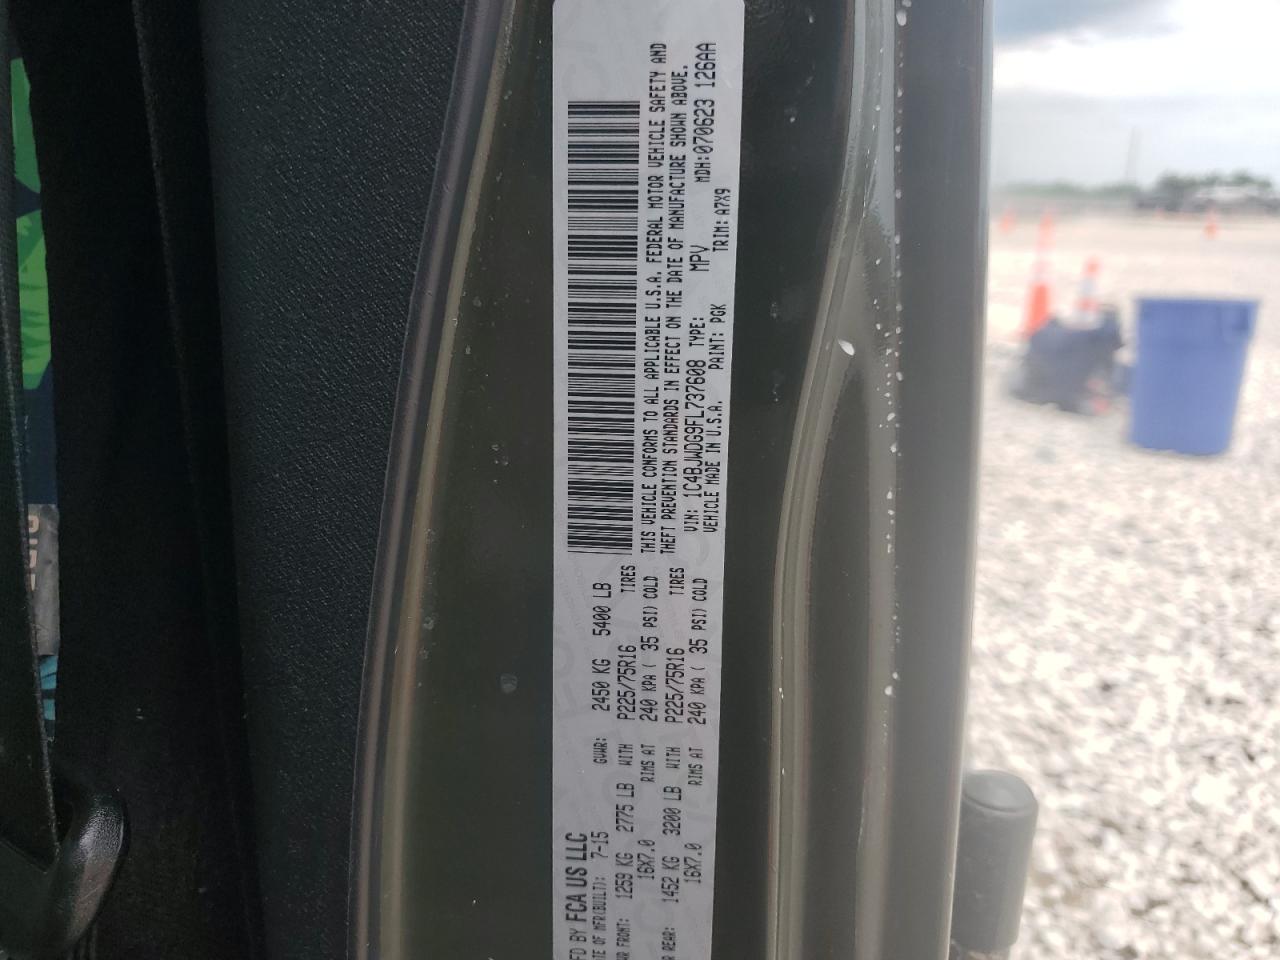 FD BY FCA US LLC
TE OF MFR(BUILT): 7-15 GVWR: 2450 KG 5400 LB
WR FRONT: 1259 KG 2775 LB WITH P225/75R16 TIRES
16X7.0 RIMS AT 240 KPA ( 35 PSI) COLD
R REAR: 1452 KG 3200 LB WITH P225/75R16 TIRES
16X7.0 RIMS AT 240 KPA ( 35 PSI) COLD
THIS VEHICLE CONFORMS TO ALL APPLICABLE U.S.A. FEDERAL MOTOR VEHICLE SAFETY AND
THEFT PREVENTION STANDARDS IN EFFECT ON THE DATE OF MANUFACTURE SHOWN ABOVE.
VIN: 1C4BJWDG9FL737608 TYPE: MPV MDH:070623 126AA
VEHICLE MADE IN U.S.A. PAINT: PGK TRIM: A7X9